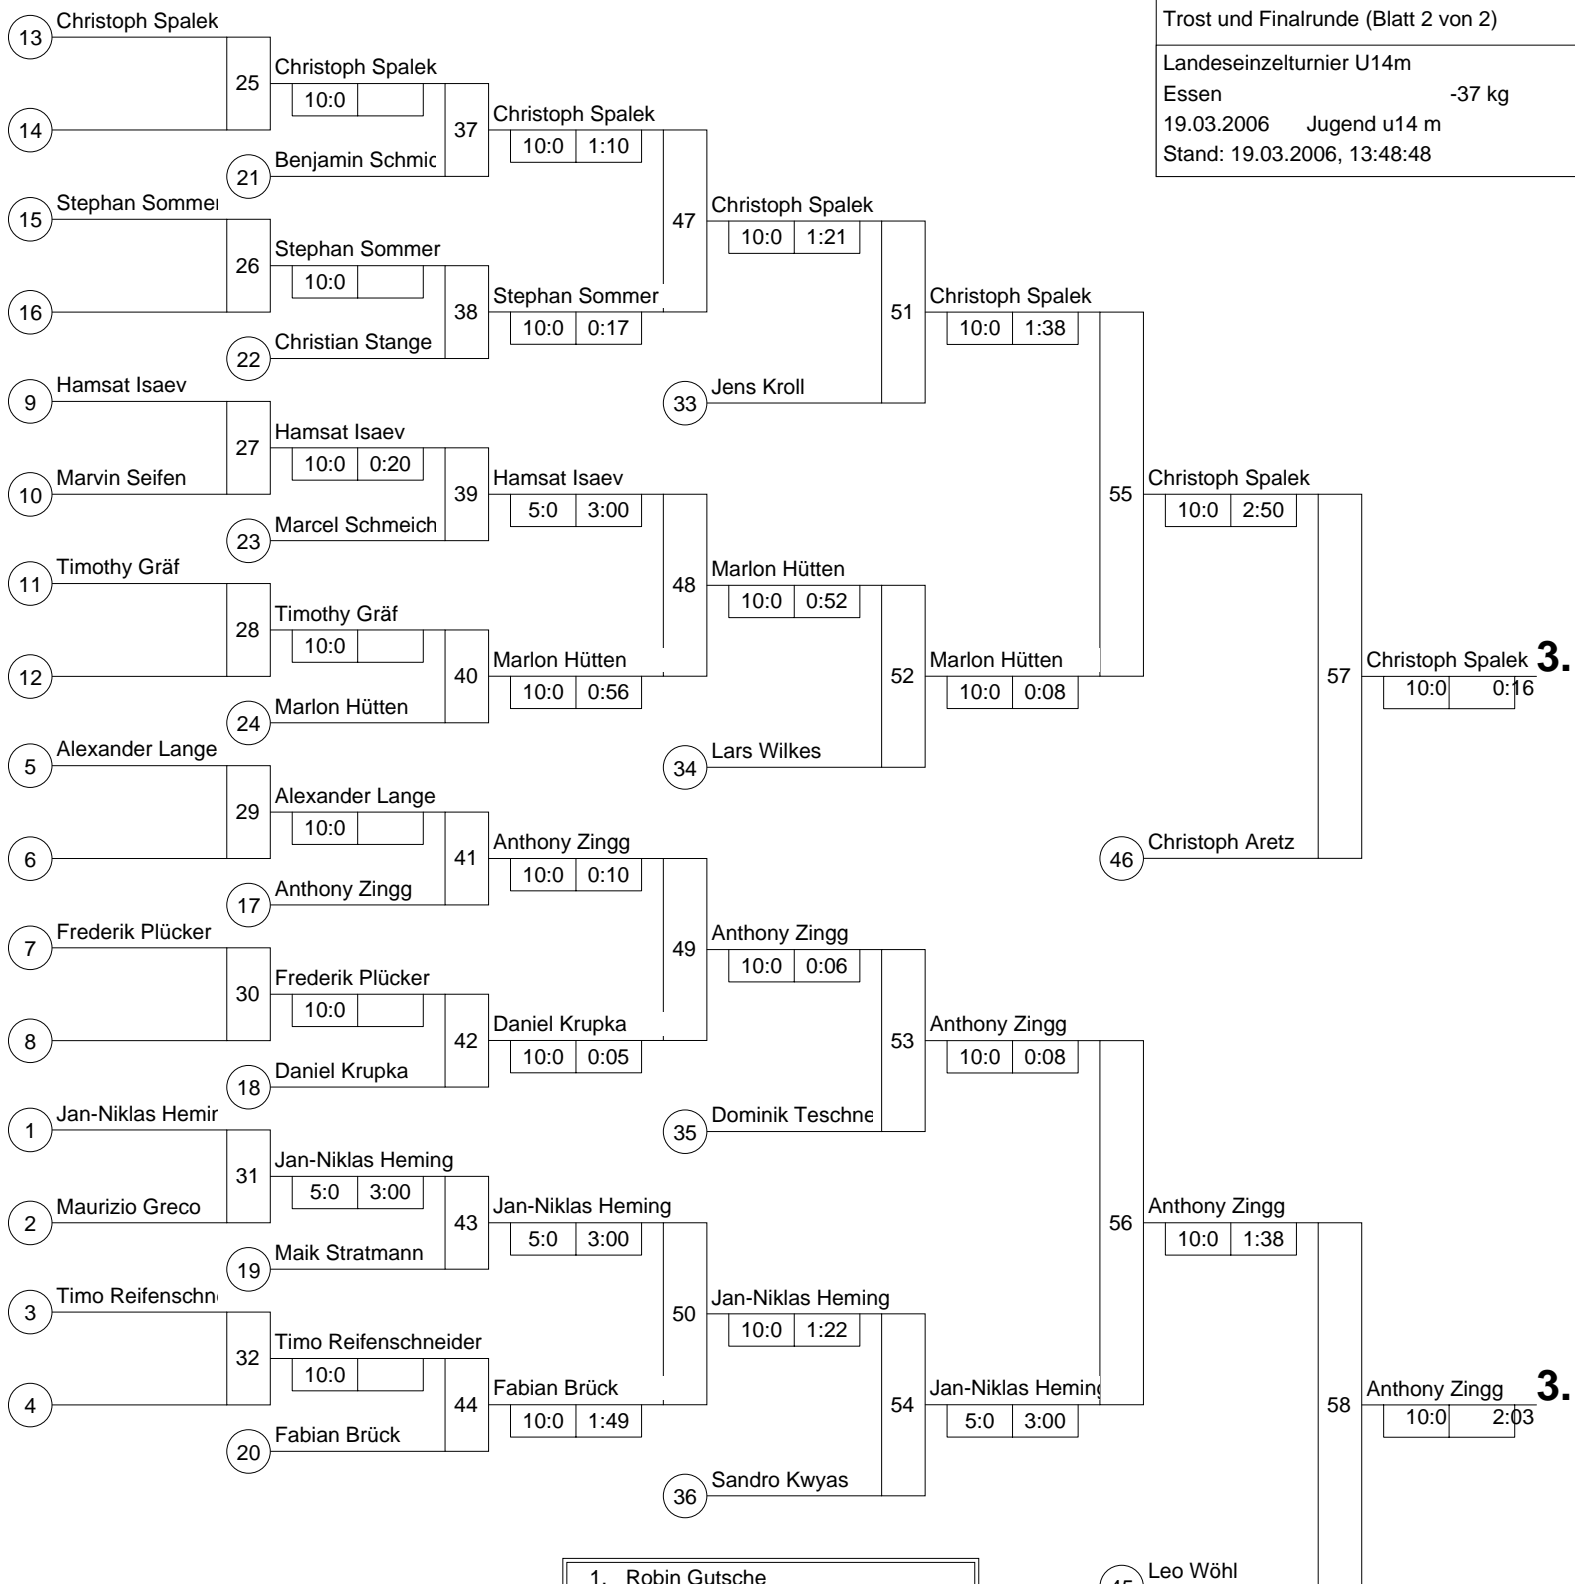 Trost und Finalrunde (Blatt 2 von 2)
Landeseinzelturnier U14m
Essen -37 kg
19.03.2006 Jugend u14 m
Stand: 19.03.2006, 13:48:48
13 Christoph Spalek
25 Christoph Spalek
10:0
14
37 Christoph Spalek
10:0 1:10
21 Benjamin Schmic
15 Stephan Sommer
47 Christoph Spalek
10:0 1:21
26 Stephan Sommer
10:0
16
38 Stephan Sommer
10:0 0:17
22 Christian Stange
51 Christoph Spalek
10:0 1:38
9 Hamsat Isaev
33 Jens Kroll
27 Hamsat Isaev
10:0 0:20
10 Marvin Seifen
39 Hamsat Isaev
5:0 3:00
23 Marcel Schmeich
55 Christoph Spalek
10:0 2:50
11 Timothy Gräf
48 Marlon Hütten
10:0 0:52
28 Timothy Gräf
10:0
12
40 Marlon Hütten
10:0 0:56
24 Marlon Hütten
52 Marlon Hütten
10:0 0:08
57 Christoph Spalek 3.
10:0 0:16
5 Alexander Lange
34 Lars Wilkes
29 Alexander Lange
10:0
6
41 Anthony Zingg
10:0 0:10
46 Christoph Aretz
17 Anthony Zingg
7 Frederik Plücker
49 Anthony Zingg
10:0 0:06
30 Frederik Plücker
10:0
8
42 Daniel Krupka
10:0 0:05
18 Daniel Krupka
53 Anthony Zingg
10:0 0:08
1 Jan-Niklas Hemin
35 Dominik Teschne
31 Jan-Niklas Heming
5:0 3:00
2 Maurizio Greco
43 Jan-Niklas Heming
5:0 3:00
19 Maik Stratmann
56 Anthony Zingg
10:0 1:38
3 Timo Reifenschn
50 Jan-Niklas Heming
10:0 1:22
32 Timo Reifenschneider
10:0
4
44 Fabian Brück
10:0 1:49
20 Fabian Brück
54 Jan-Niklas Heming
5:0 3:00
58 Anthony Zingg 3.
10:0 2:03
36 Sandro Kwyas
1. Robin Gutsche
45 Leo Wöhl